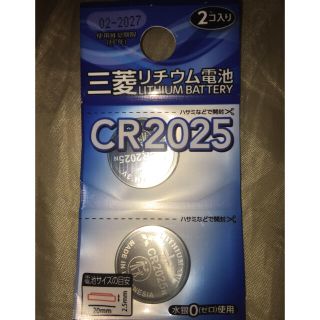 02-2027
使用推奨期限
(月-年)
2コ入り
三菱リチウム電池
LITHIUM BATTERY
ハサミなどで開封
CR2025
CR2025
ハサミなどで開封
LITHIUM
CR2025
電池サイズの目安
20mm
2.5mm
水銀0(ゼロ)使用